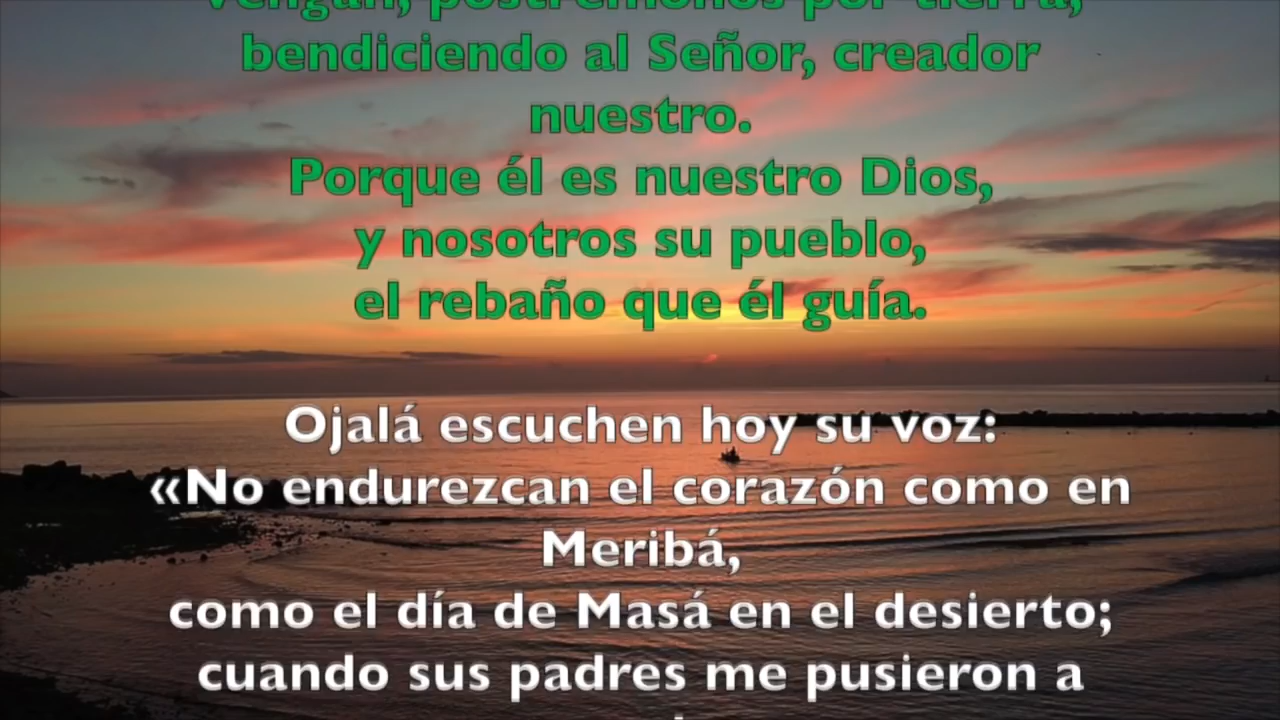 Vengan, postrémonos por tierra,
bendiciendo al Señor, creador
nuestro.
Porque él es nuestro Dios,
y nosotros su pueblo,
el rebaño que él guía.
Ojalá escuchen hoy su voz:
«No endurezcan el corazón como en
Meribá,
como el día de Masá en el desierto;
cuando sus padres me pusieron a